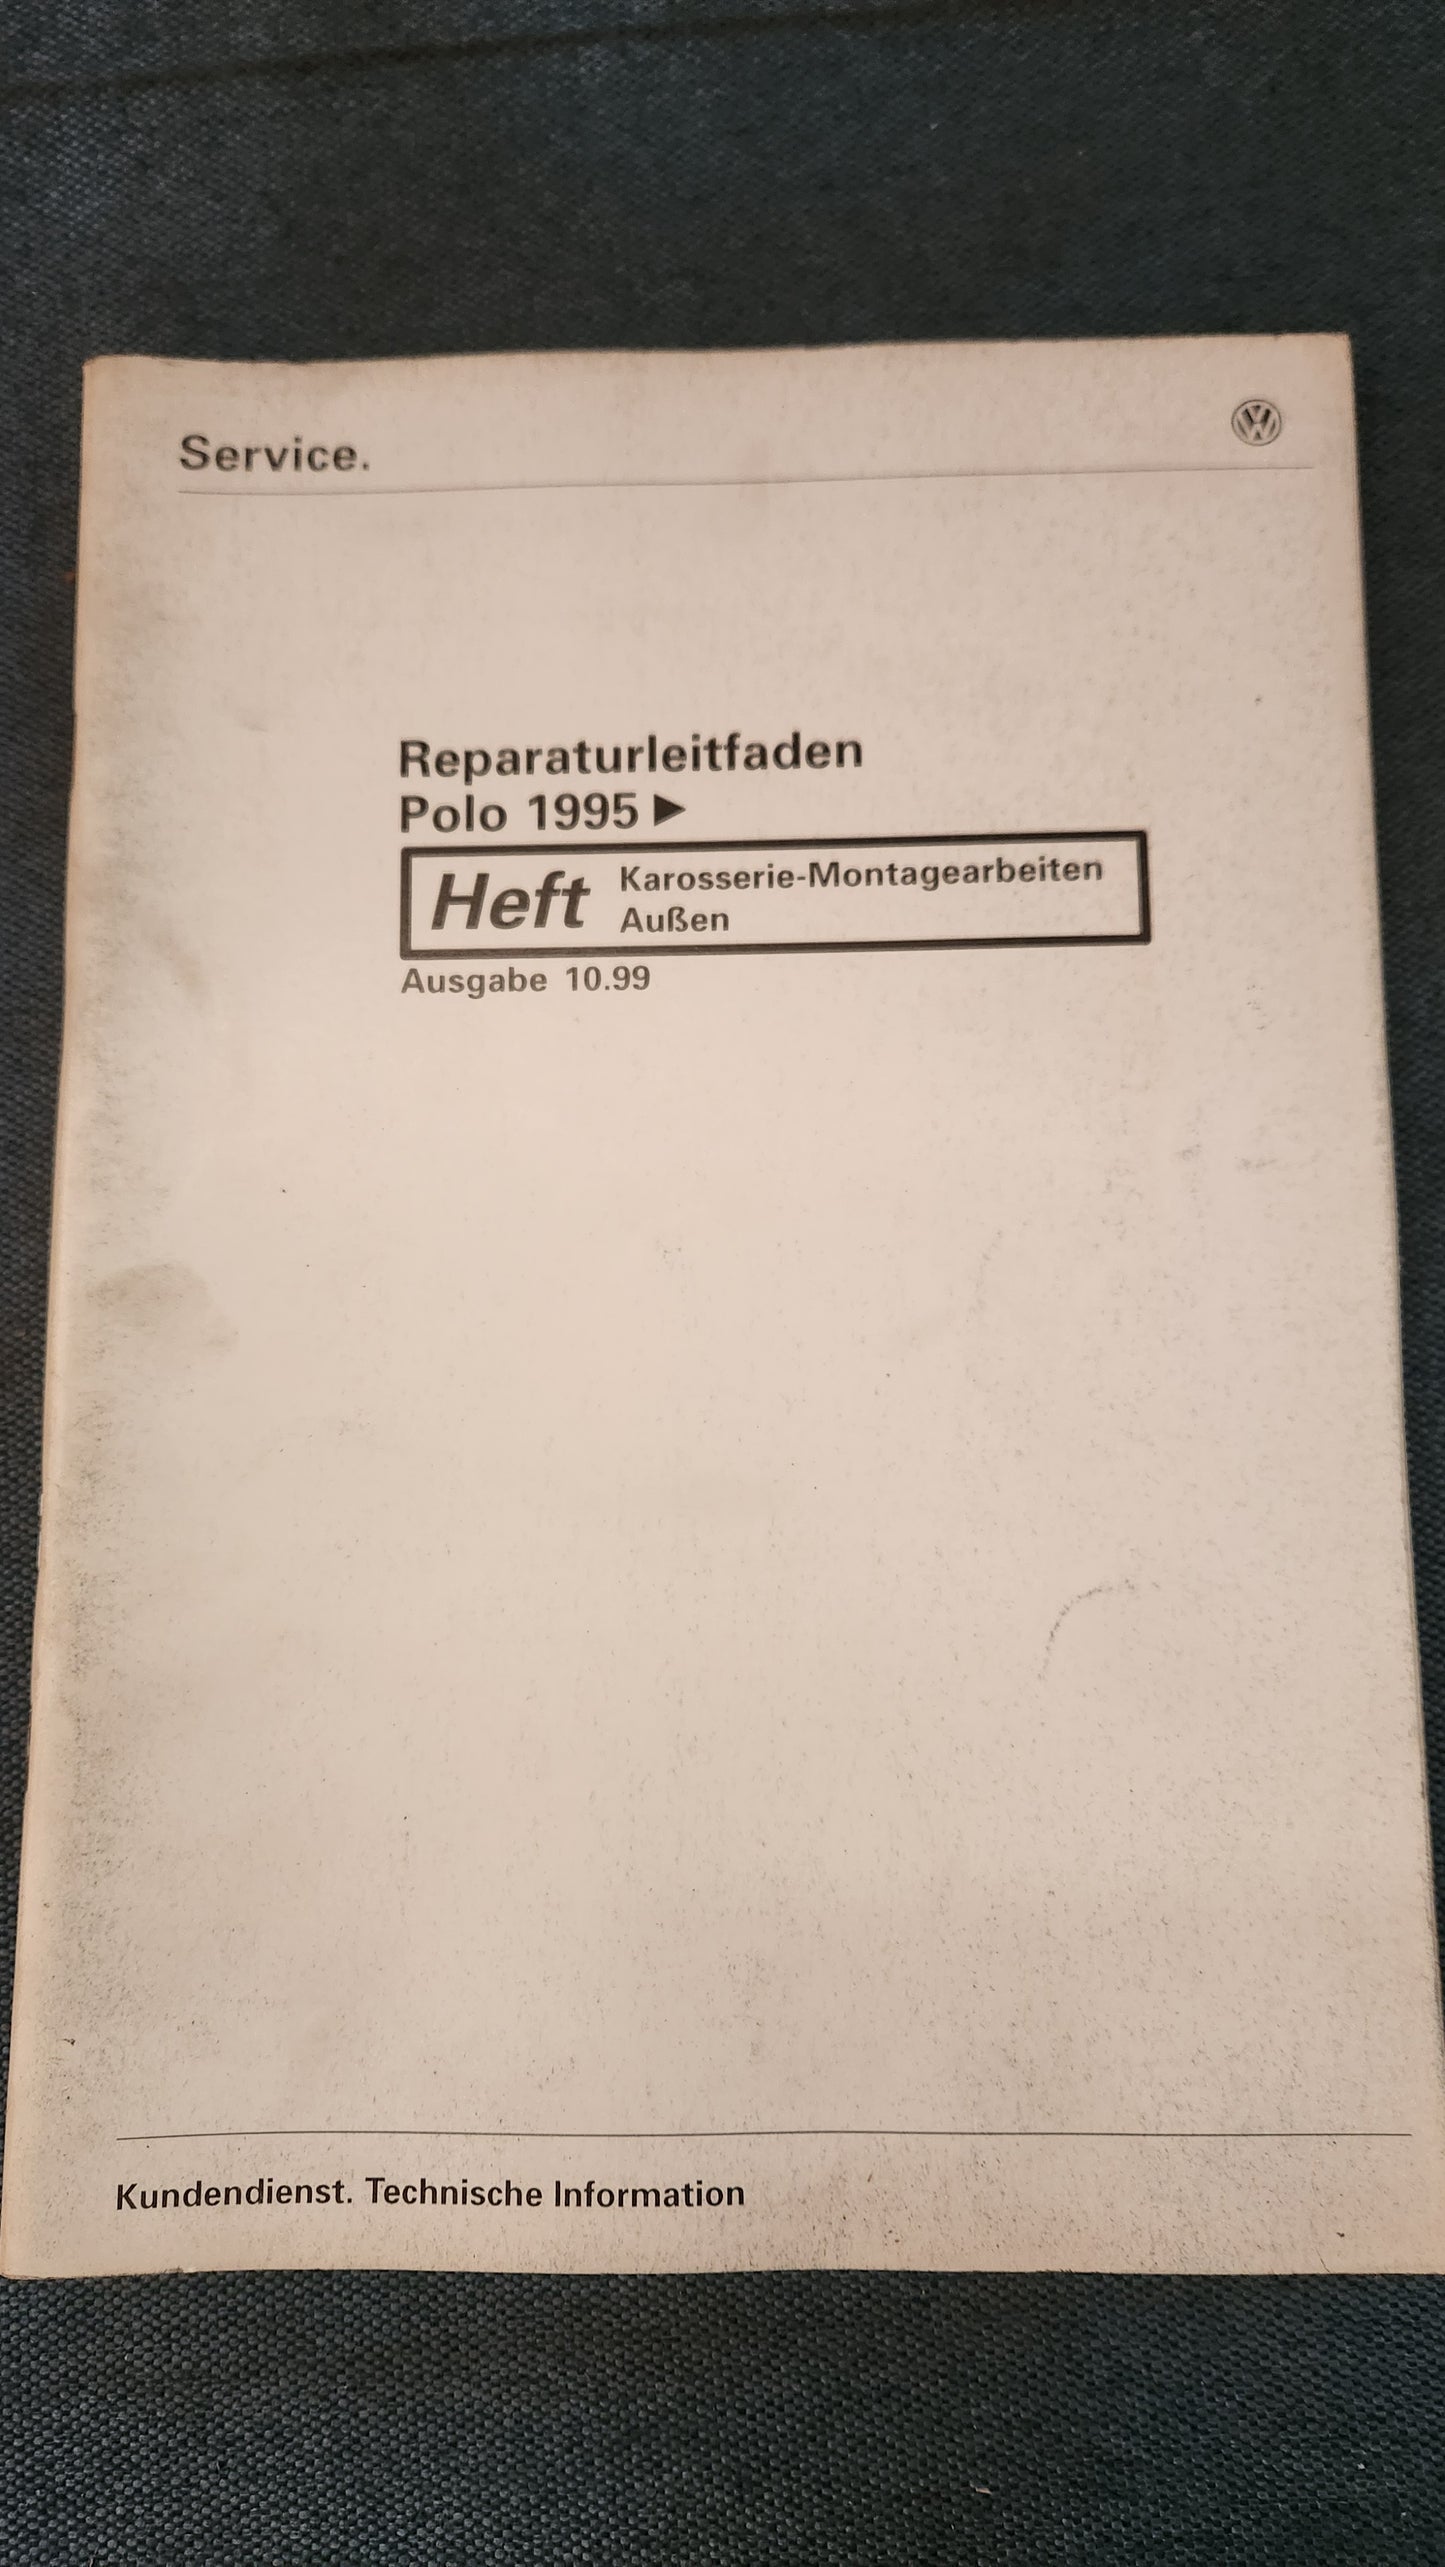 Service.
Reparaturleitfaden
Polo 1995 ▶
Heft Karosserie-Montagearbeiten
Außen
Ausgabe 10.99
Kundendienst. Technische Information